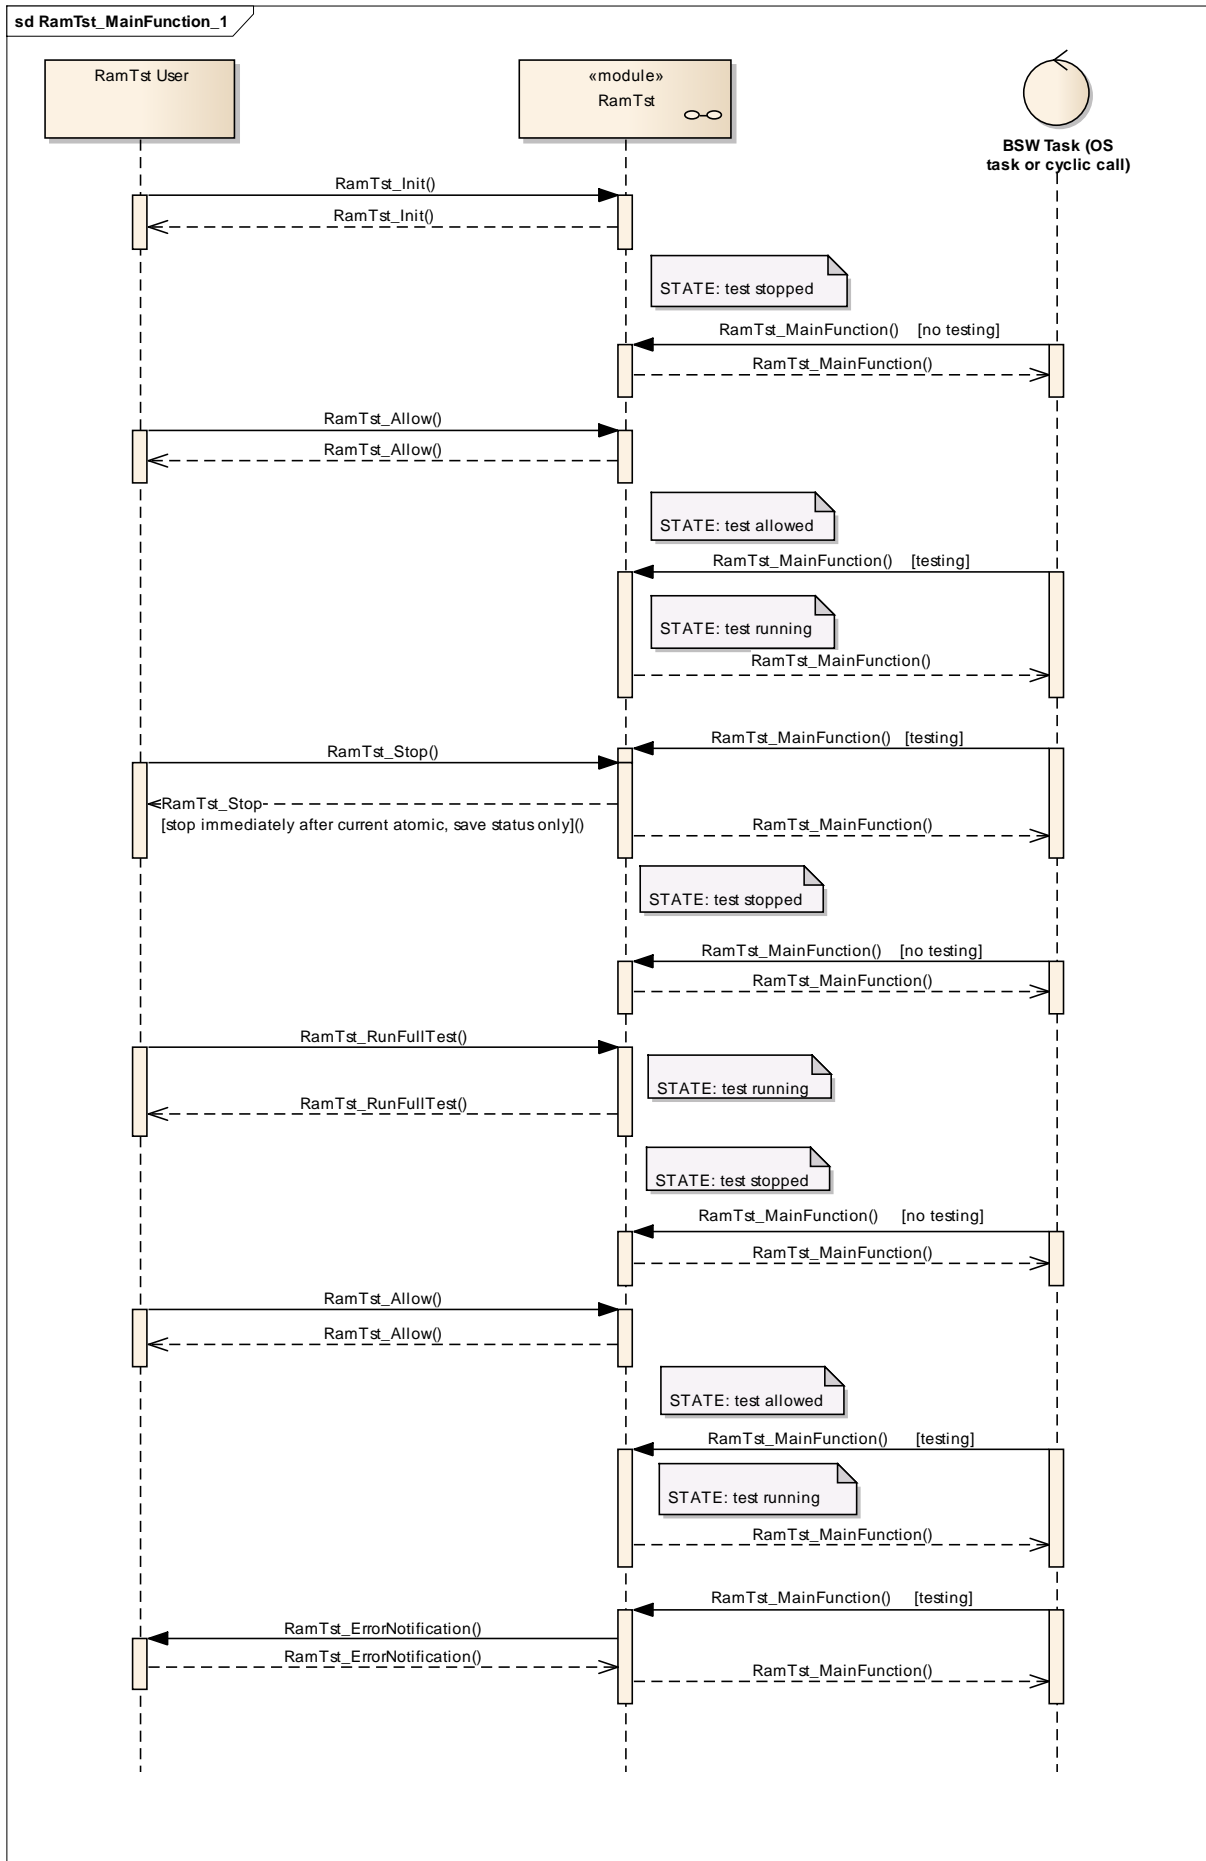 sd RamTst_MainFunction_1
RamTst User
«module»
RamTst
BSW Task (OS
task or cyclic call)
RamTst_Init()
RamTst_Init()
STATE: test stopped
RamTst_MainFunction() [no testing]
RamTst_MainFunction()
RamTst_Allow()
RamTst_Allow()
STATE: test allowed
RamTst_MainFunction() [testing]
STATE: test running
RamTst_MainFunction()
RamTst_MainFunction() [testing]
RamTst_Stop()
RamTst_Stop
[stop immediately after current atomic, save status only]()
RamTst_MainFunction()
STATE: test stopped
RamTst_MainFunction() [no testing]
RamTst_MainFunction()
RamTst_RunFullTest()
STATE: test running
RamTst_RunFullTest()
STATE: test stopped
RamTst_MainFunction() [no testing]
RamTst_MainFunction()
RamTst_Allow()
RamTst_Allow()
STATE: test allowed
RamTst_MainFunction() [testing]
STATE: test running
RamTst_MainFunction()
RamTst_MainFunction() [testing]
RamTst_ErrorNotification()
RamTst_ErrorNotification()
RamTst_MainFunction()